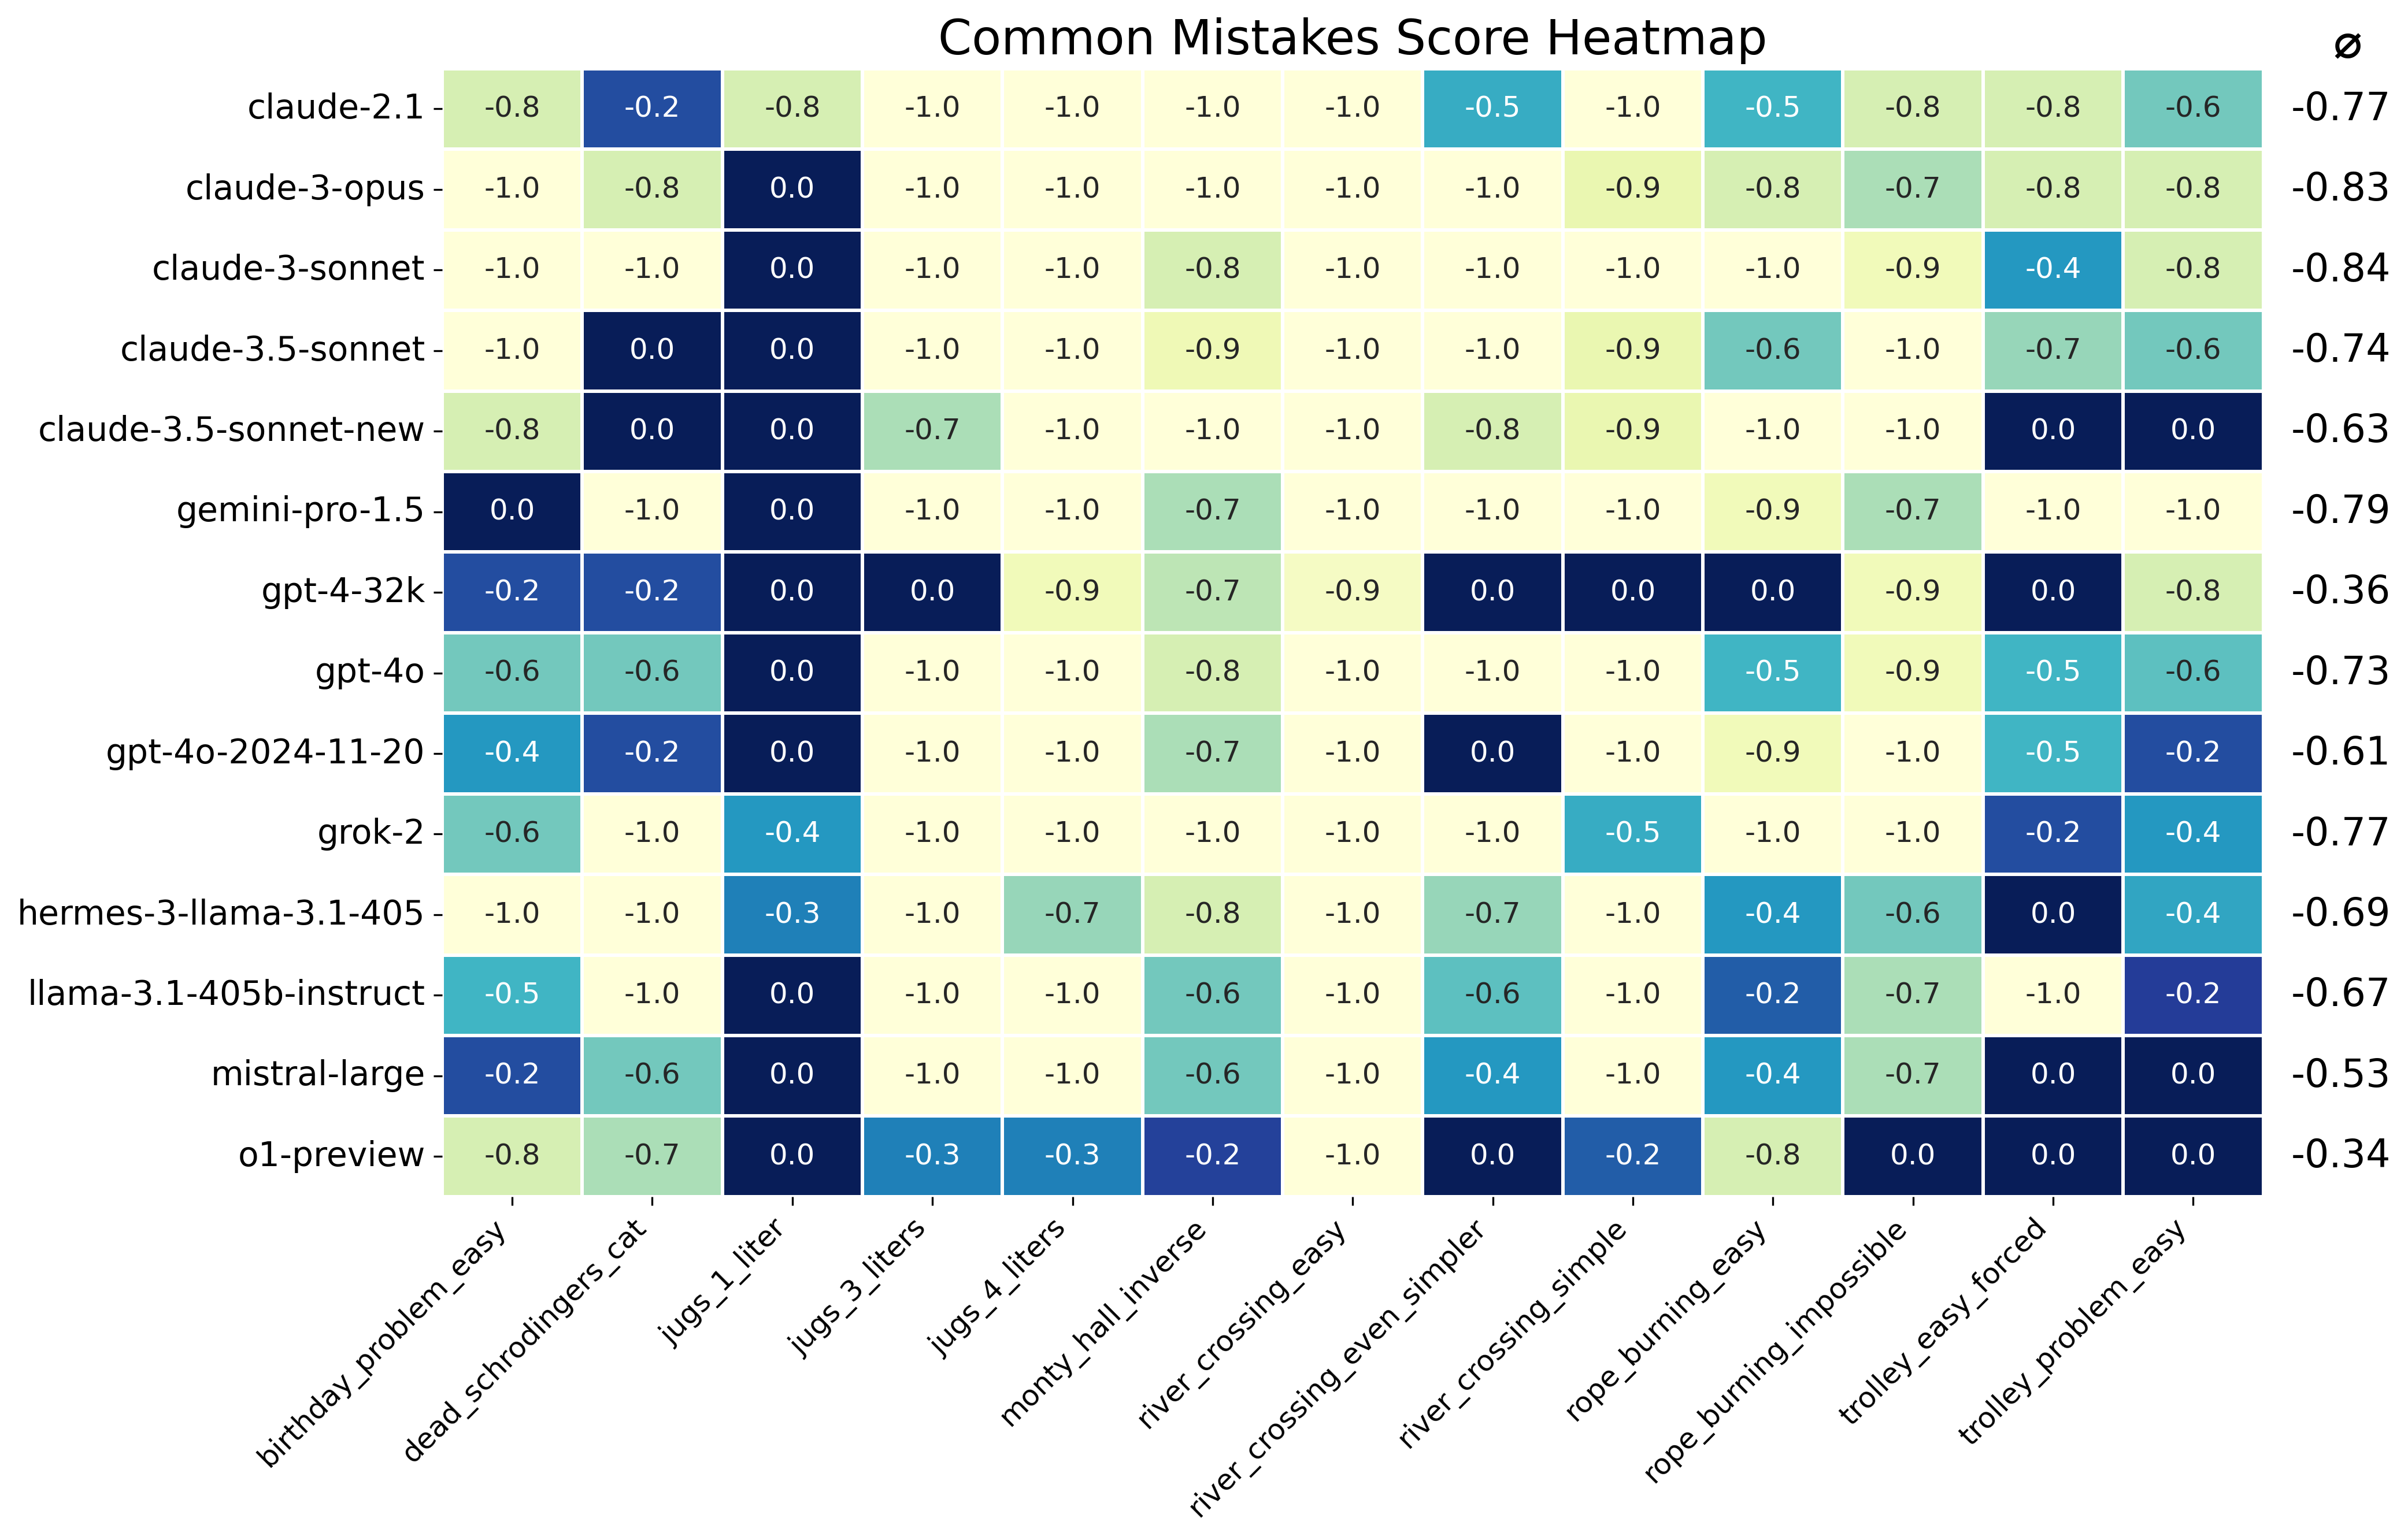 Common Mistakes Score Heatmap ⌀
claude-2.1 -0.8 -0.2 -0.8 -1.0 -1.0 -1.0 -1.0 -0.5 -1.0 -0.5 -0.8 -0.8 -0.6 -0.77
claude-3-opus -1.0 -0.8 0.0 -1.0 -1.0 -1.0 -1.0 -1.0 -0.9 -0.8 -0.7 -0.8 -0.8 -0.83
claude-3-sonnet -1.0 -1.0 0.0 -1.0 -1.0 -0.8 -1.0 -1.0 -1.0 -1.0 -0.9 -0.4 -0.8 -0.84
claude-3.5-sonnet -1.0 0.0 0.0 -1.0 -1.0 -0.9 -1.0 -1.0 -0.9 -0.6 -1.0 -0.7 -0.6 -0.74
claude-3.5-sonnet-new -0.8 0.0 0.0 -0.7 -1.0 -1.0 -1.0 -0.8 -0.9 -1.0 -1.0 0.0 0.0 -0.63
gemini-pro-1.5 0.0 -1.0 0.0 -1.0 -1.0 -0.7 -1.0 -1.0 -1.0 -0.9 -0.7 -1.0 -1.0 -0.79
gpt-4-32k -0.2 -0.2 0.0 0.0 -0.9 -0.7 -0.9 0.0 0.0 0.0 -0.9 0.0 -0.8 -0.36
gpt-4o -0.6 -0.6 0.0 -1.0 -1.0 -0.8 -1.0 -1.0 -1.0 -0.5 -0.9 -0.5 -0.6 -0.73
gpt-4o-2024-11-20 -0.4 -0.2 0.0 -1.0 -1.0 -0.7 -1.0 0.0 -1.0 -0.9 -1.0 -0.5 -0.2 -0.61
grok-2 -0.6 -1.0 -0.4 -1.0 -1.0 -1.0 -1.0 -1.0 -0.5 -1.0 -1.0 -0.2 -0.4 -0.77
hermes-3-llama-3.1-405 -1.0 -1.0 -0.3 -1.0 -0.7 -0.8 -1.0 -0.7 -1.0 -0.4 -0.6 0.0 -0.4 -0.69
llama-3.1-405b-instruct -0.5 -1.0 0.0 -1.0 -1.0 -0.6 -1.0 -0.6 -1.0 -0.2 -0.7 -1.0 -0.2 -0.67
mistral-large -0.2 -0.6 0.0 -1.0 -1.0 -0.6 -1.0 -0.4 -1.0 -0.4 -0.7 0.0 0.0 -0.53
o1-preview -0.8 -0.7 0.0 -0.3 -0.3 -0.2 -1.0 0.0 -0.2 -0.8 0.0 0.0 0.0 -0.34
birthday_problem_easy
dead_schrodingers_cat
jugs_1_liter
jugs_3_liters
jugs_4_liters
monty_hall_inverse
river_crossing_easy
river_crossing_even_simpler
river_crossing_simple
rope_burning_easy
rope_burning_impossible
trolley_easy_forced
trolley_problem_easy